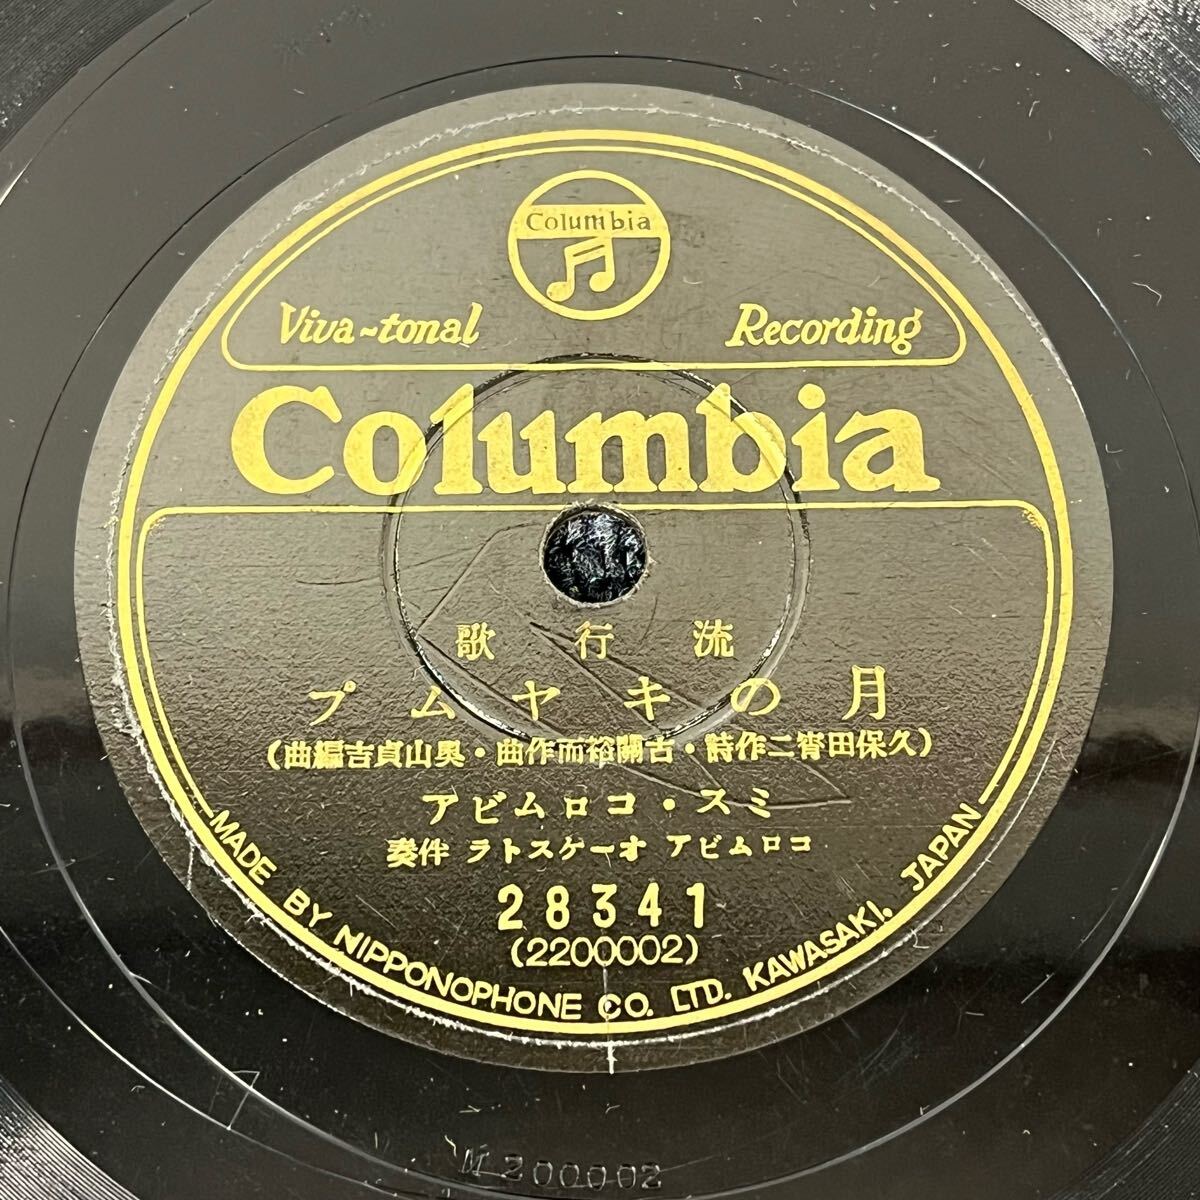 Columbia
Viva-tonal Recording
Columbia
流行歌
月のキヤムプ
(久保田宵二作詩・古關裕而作曲・奥山貞吉編曲)
ミス・コロムビア
コロムビア オーケストラ 伴奏
28341
(2200002)
MADE BY NIPPONOPHONE CO. LTD. KAWASAKI, JAPAN
200002